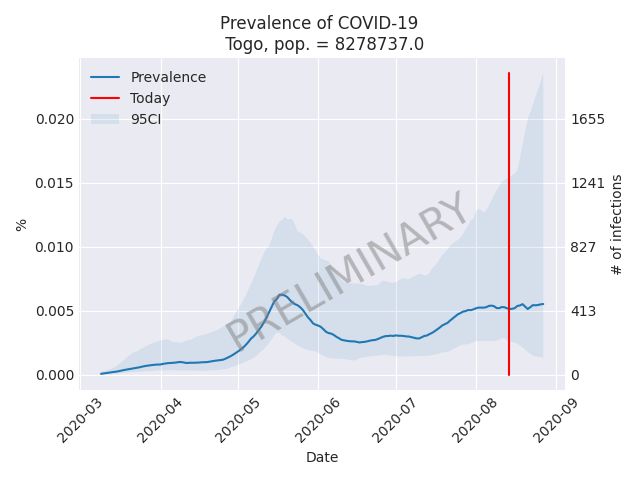 Prevalence of COVID-19
Togo, pop. = 8278737.0
Prevalence
Today
95CI
0.020
0.015
0.010
0.005
0.000
%
1655
1241
827
413
0
# of infections
PRELIMINARY
2020-03
2020-04
2020-05
2020-06
2020-07
2020-08
2020-09
Date